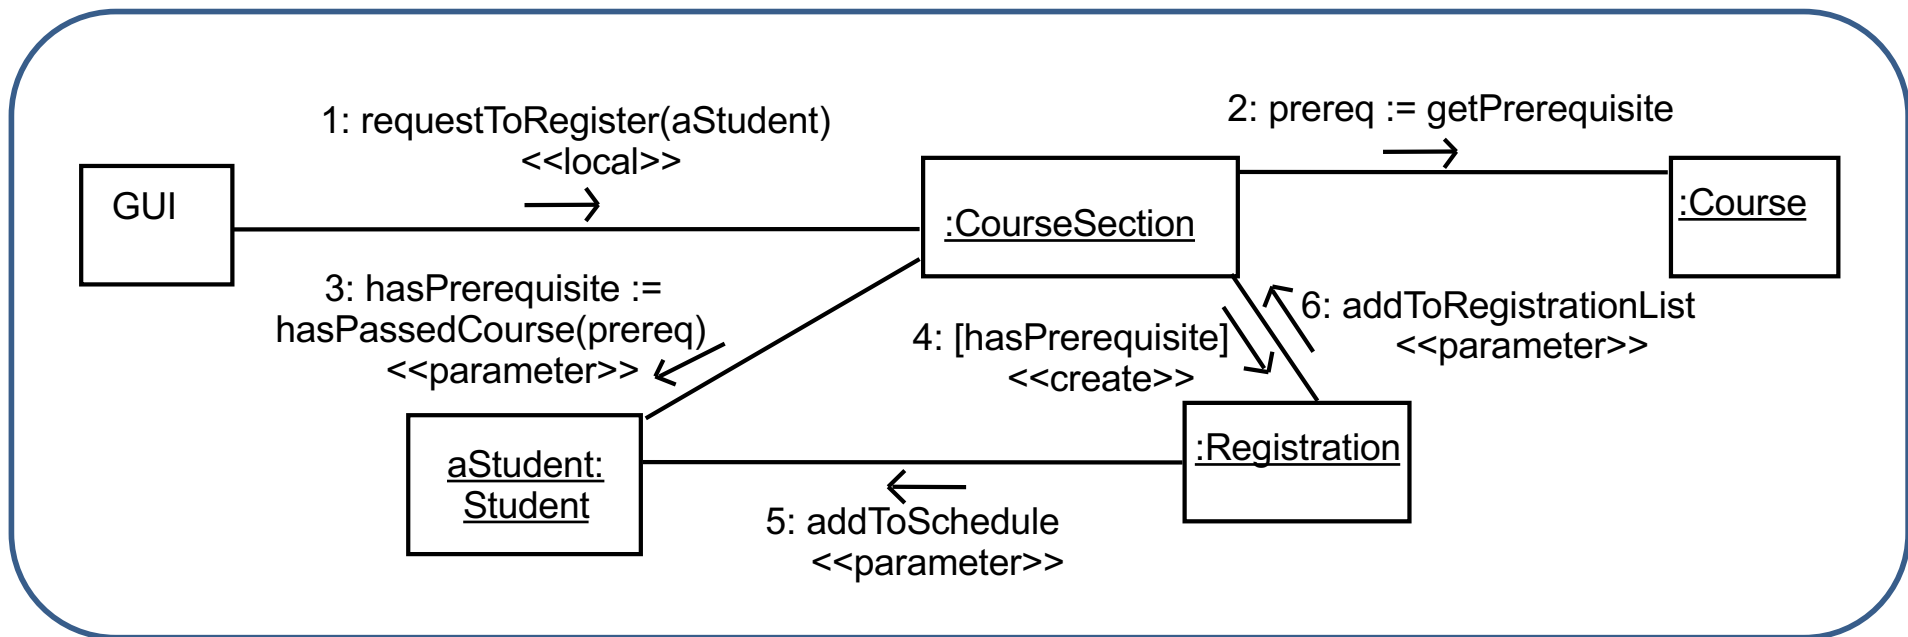 1: requestToRegister(aStudent)
<<local>>
2: prereq := getPrerequisite
GUI
:CourseSection
:Course
3: hasPrerequisite :=
hasPassedCourse(prereq)
<<parameter>>
4: [hasPrerequisite]
<<create>>
6: addToRegistrationList
<<parameter>>
aStudent:
Student
:Registration
5: addToSchedule
<<parameter>>